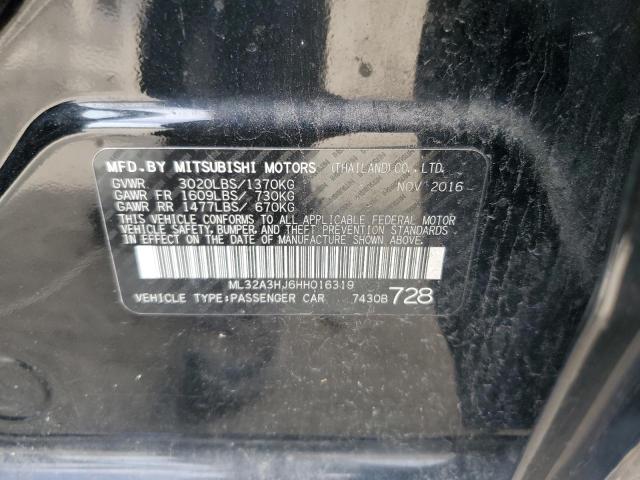 MFD.BY MITSUBISHI MOTORS (THAILAND)CO., LTD.
GVWR 3020LBS/1370KG NOV 2016
GAWR FR 1609LBS/ 730KG
GAWR RR 1477LBS/ 670KG
THIS VEHICLE CONFORMS TO ALL APPLICABLE FEDERAL MOTOR
VEHICLE SAFETY, BUMPER, AND THEFT PREVENTION STANDARDS
IN EFFECT ON THE DATE OF MANUFACTURE SHOWN ABOVE.
ML32A3HJ6HH016319
VEHICLE TYPE:PASSENGER CAR 74308 728